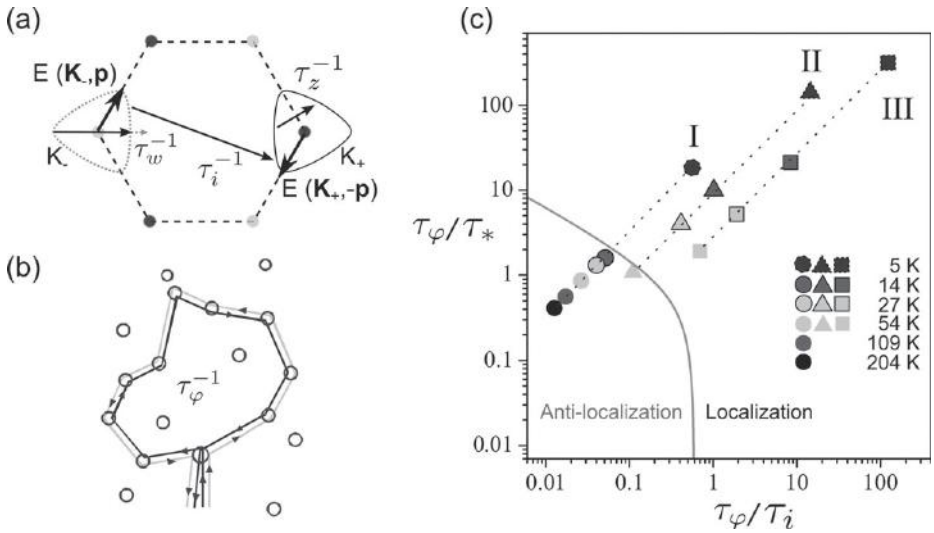 (a)
E (K₋,p)
K₋
τ_w⁻¹
τ_i⁻¹
τ_z⁻¹
K₊
E (K₊,-p)
(b)
τ_φ⁻¹
(c)
τ_φ/τ_*
100
10
1
0.1
0.01
I
II
III
5 K
14 K
27 K
54 K
109 K
204 K
Anti-localization
Localization
0.01
0.1
1
10
100
τ_φ/τ_i